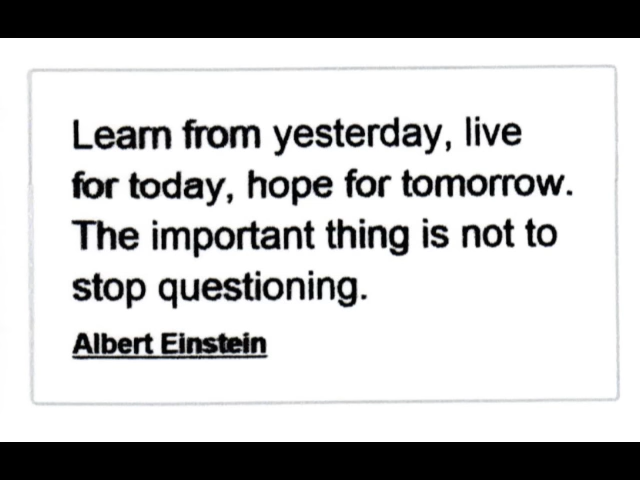 Learn from yesterday, live
for today, hope for tomorrow.
The important thing is not to
stop questioning.
Albert Einstein